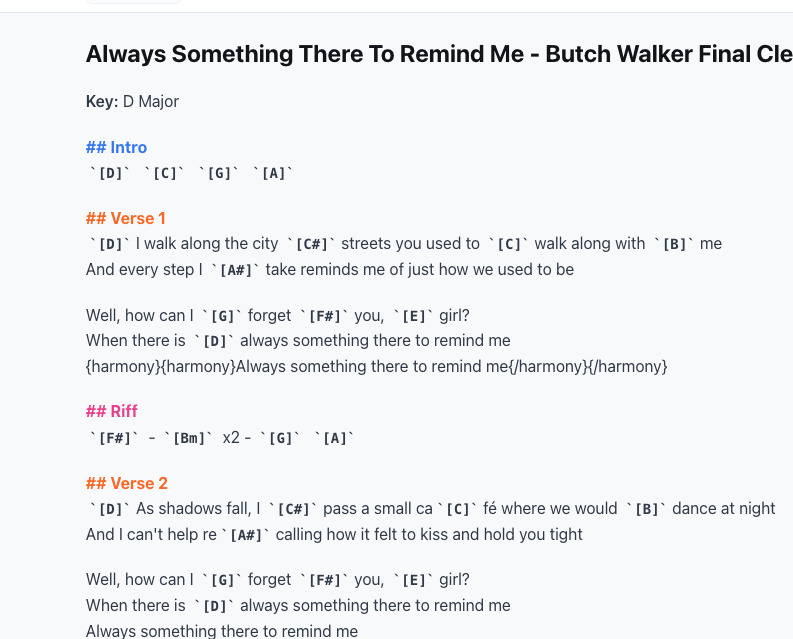 Always Something There To Remind Me - Butch Walker Final Cle
Key: D Major
## Intro
`[D]` `[C]` `[G]` `[A]`
## Verse 1
`[D]` I walk along the city `[C#]` streets you used to `[C]` walk along with `[B]` me
And every step I `[A#]` take reminds me of just how we used to be
Well, how can I `[G]` forget `[F#]` you, `[E]` girl?
When there is `[D]` always something there to remind me
{harmony}{harmony}Always something there to remind me{/harmony}{/harmony}
## Riff
`[F#]` - `[Bm]` x2 - `[G]` `[A]`
## Verse 2
`[D]` As shadows fall, I `[C#]` pass a small ca `[C]` fé where we would `[B]` dance at night
And I can't help re `[A#]` calling how it felt to kiss and hold you tight
Well, how can I `[G]` forget `[F#]` you, `[E]` girl?
When there is `[D]` always something there to remind me
Always something there to remind me